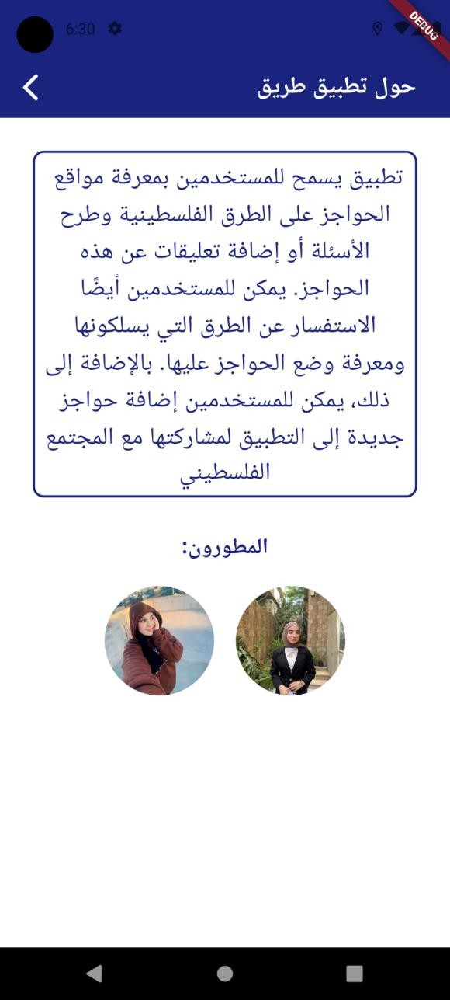 6:30
DEBUG
حول تطبيق طريق
تطبيق يسمح للمستخدمين بمعرفة مواقع
الحواجز على الطرق الفلسطينية وطرح
الأسئلة أو إضافة تعليقات عن هذه
الحواجز. يمكن للمستخدمين أيضًا
الاستفسار عن الطرق التي يسلكونها
ومعرفة وضع الحواجز عليها. بالإضافة إلى
ذلك، يمكن للمستخدمين إضافة حواجز
جديدة إلى التطبيق لمشاركتها مع المجتمع
الفلسطيني
المطورون: